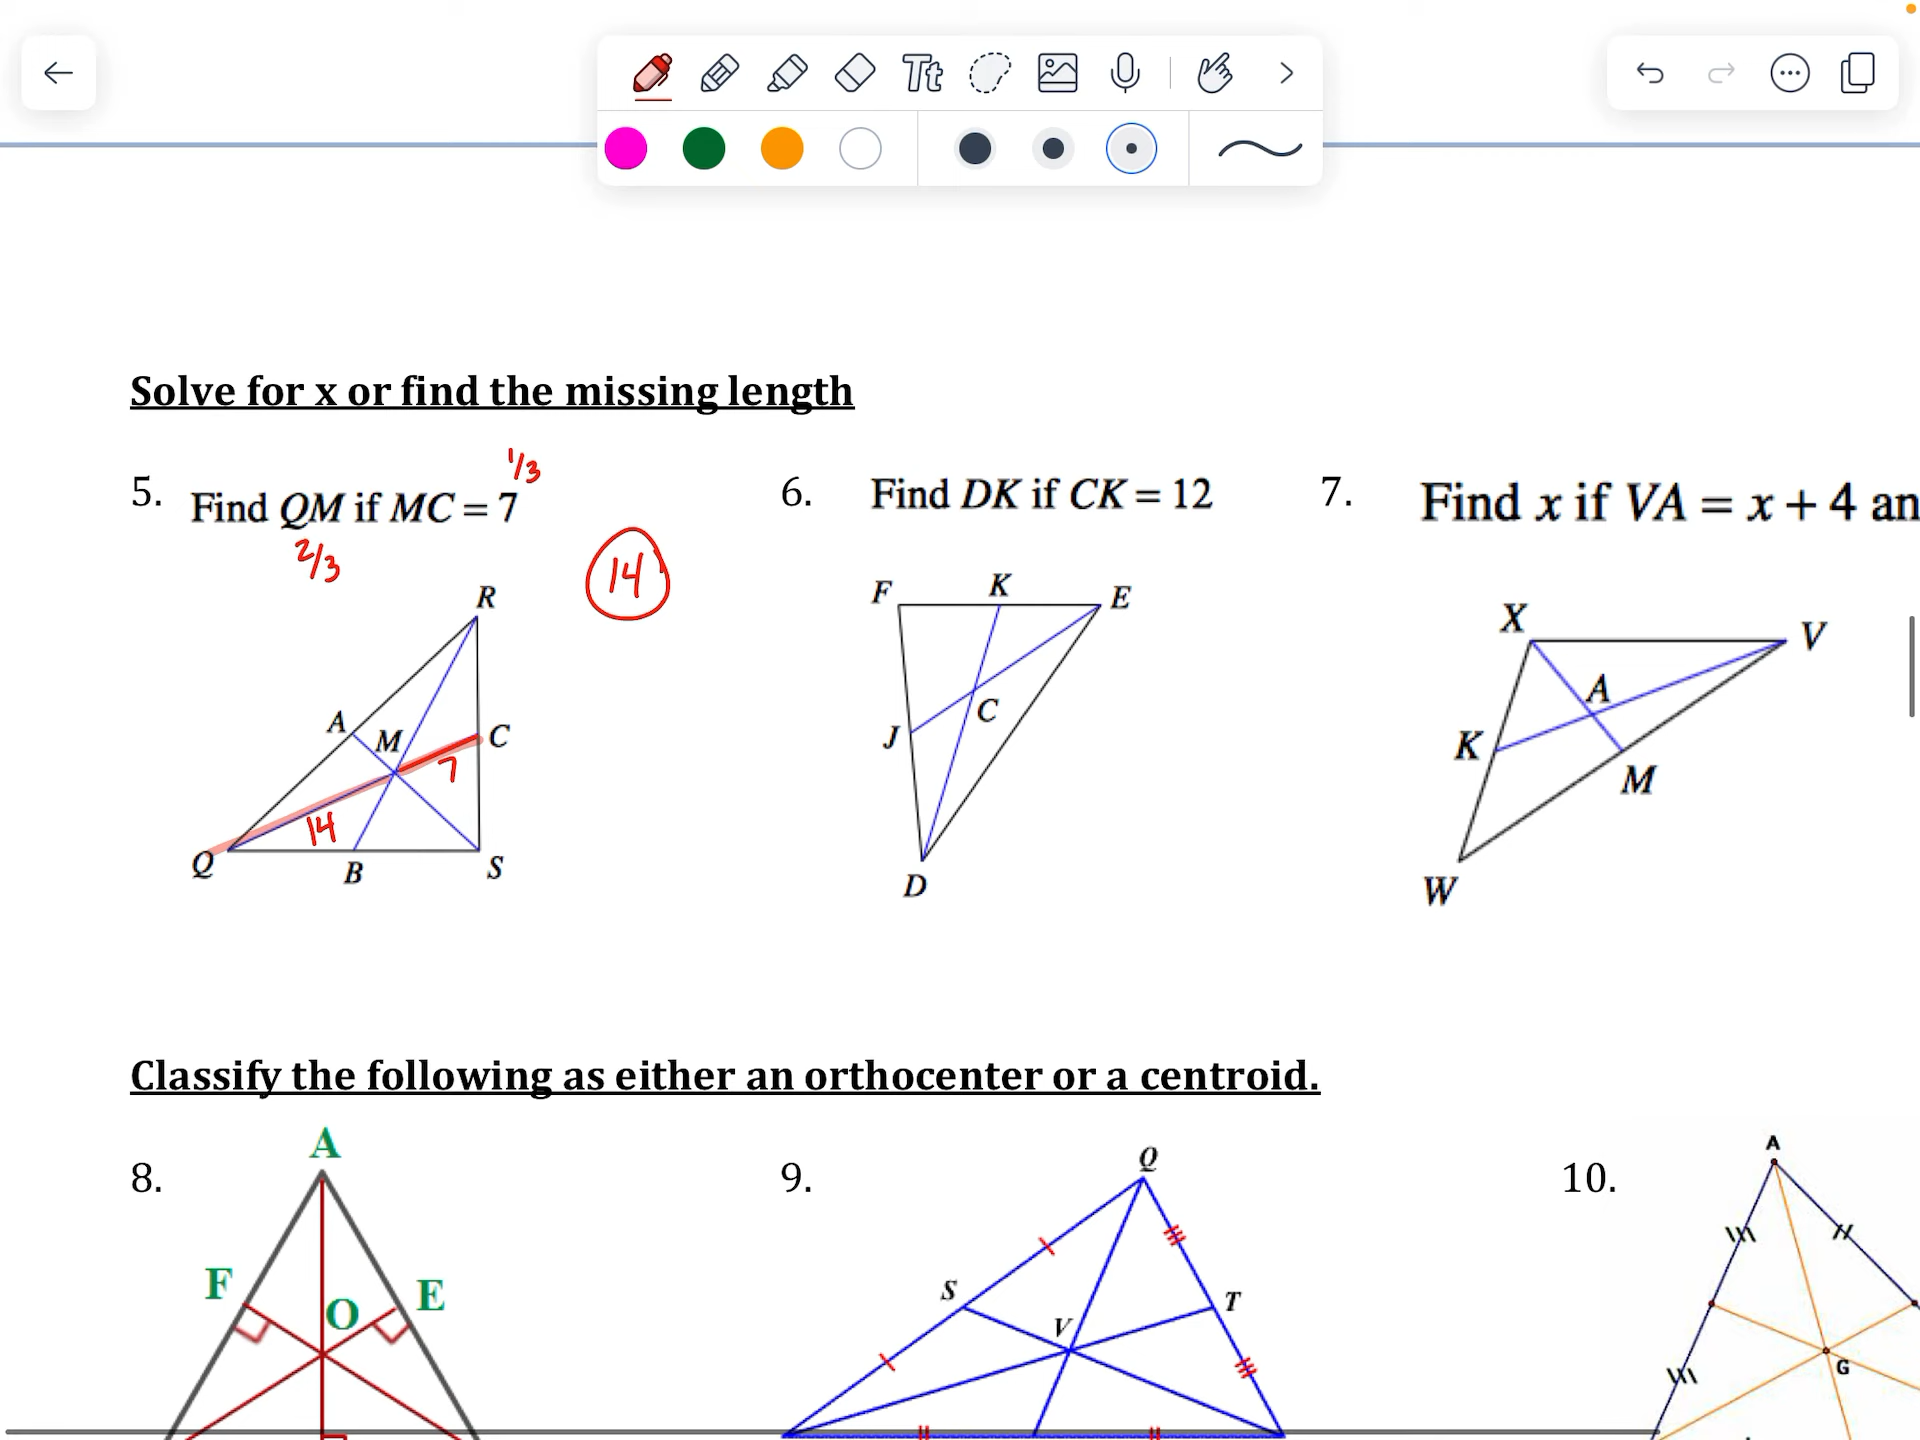 Tt
Solve for x or find the missing length
5. Find QM if MC = 7
1/3
2/3
14
R
A
M
C
7
14
Q
B
S
6. Find DK if CK = 12
F
K
E
C
J
D
7. Find x if VA = x + 4 an
X
V
A
K
M
W
Classify the following as either an orthocenter or a centroid.
8.
A
F
E
O
9.
Q
S
T
V
10.
A
G